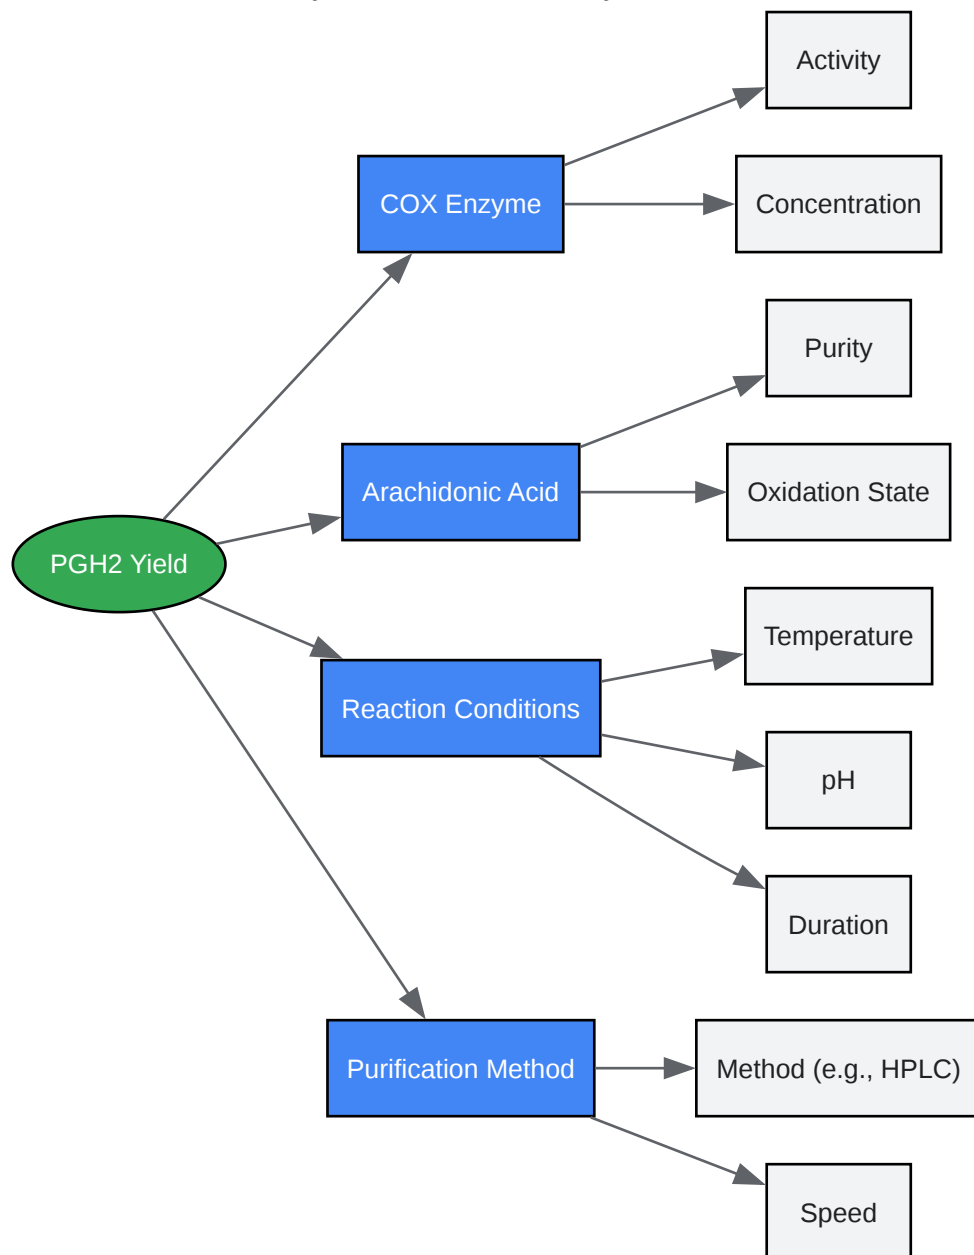 Activity
COX Enzyme
Concentration
Purity
Arachidonic Acid
Oxidation State
PGH2 Yield
Temperature
Reaction Conditions
pH
Duration
Purification Method
Method (e.g., HPLC)
Speed